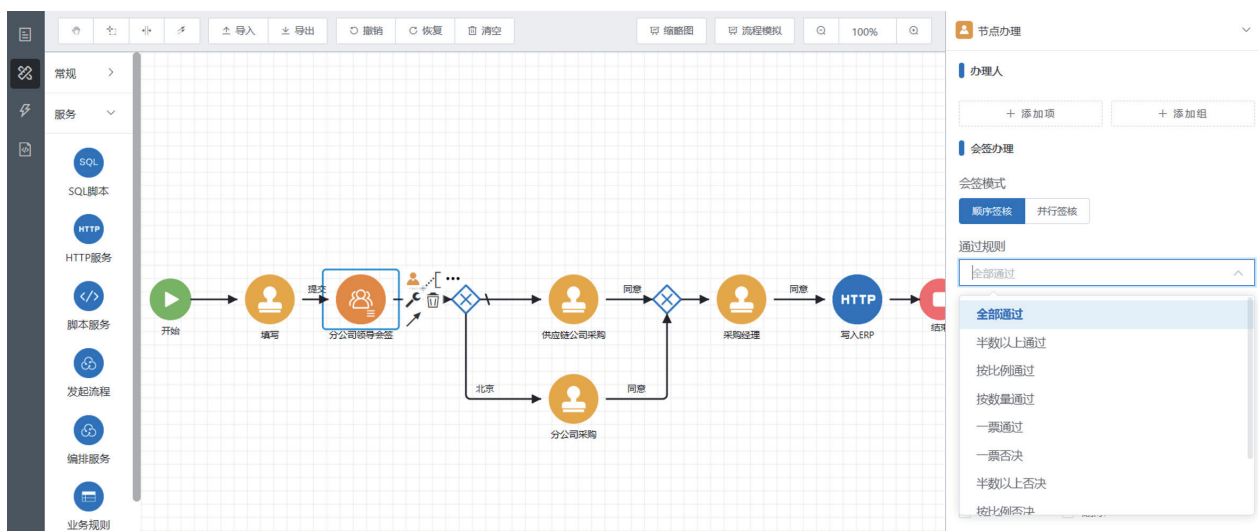 导入
导出
撤销
恢复
清空
缩略图
流程模拟
100%
常规
服务
SQL
SQL脚本
HTTP
HTTP服务
脚本服务
发起流程
编排服务
业务规则
开始
填写
提交
分公司领导会签
供应链公司采购
同意
采购经理
同意
HTTP
写入ERP
北京
分公司采购
同意
节点办理
办理人
+ 添加项
+ 添加组
会签办理
会签模式
顺序签核
并行签核
通过规则
全部通过
全部通过
半数以上通过
按比例通过
按数量通过
一票通过
一票否决
半数以上否决
按比例否决